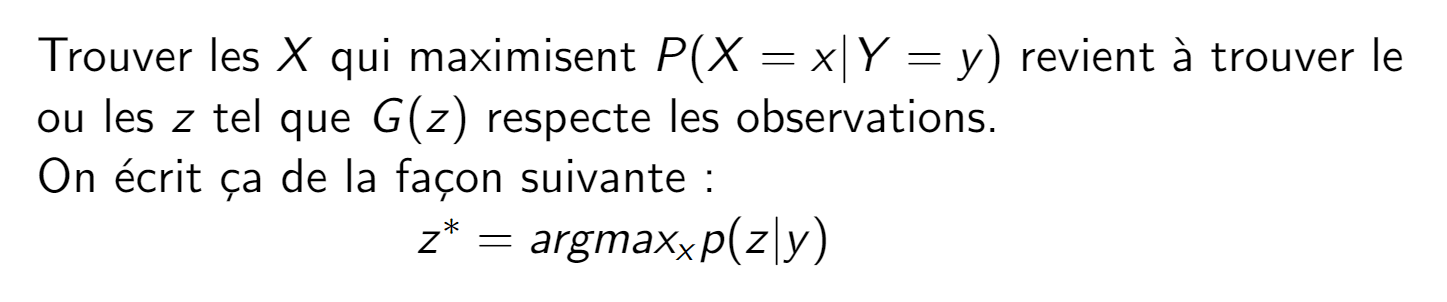 Trouver les X qui maximisent P(X = x|Y = y) revient à trouver le
ou les z tel que G(z) respecte les observations.
On écrit ça de la façon suivante :
z* = argmaxₓp(z|y)